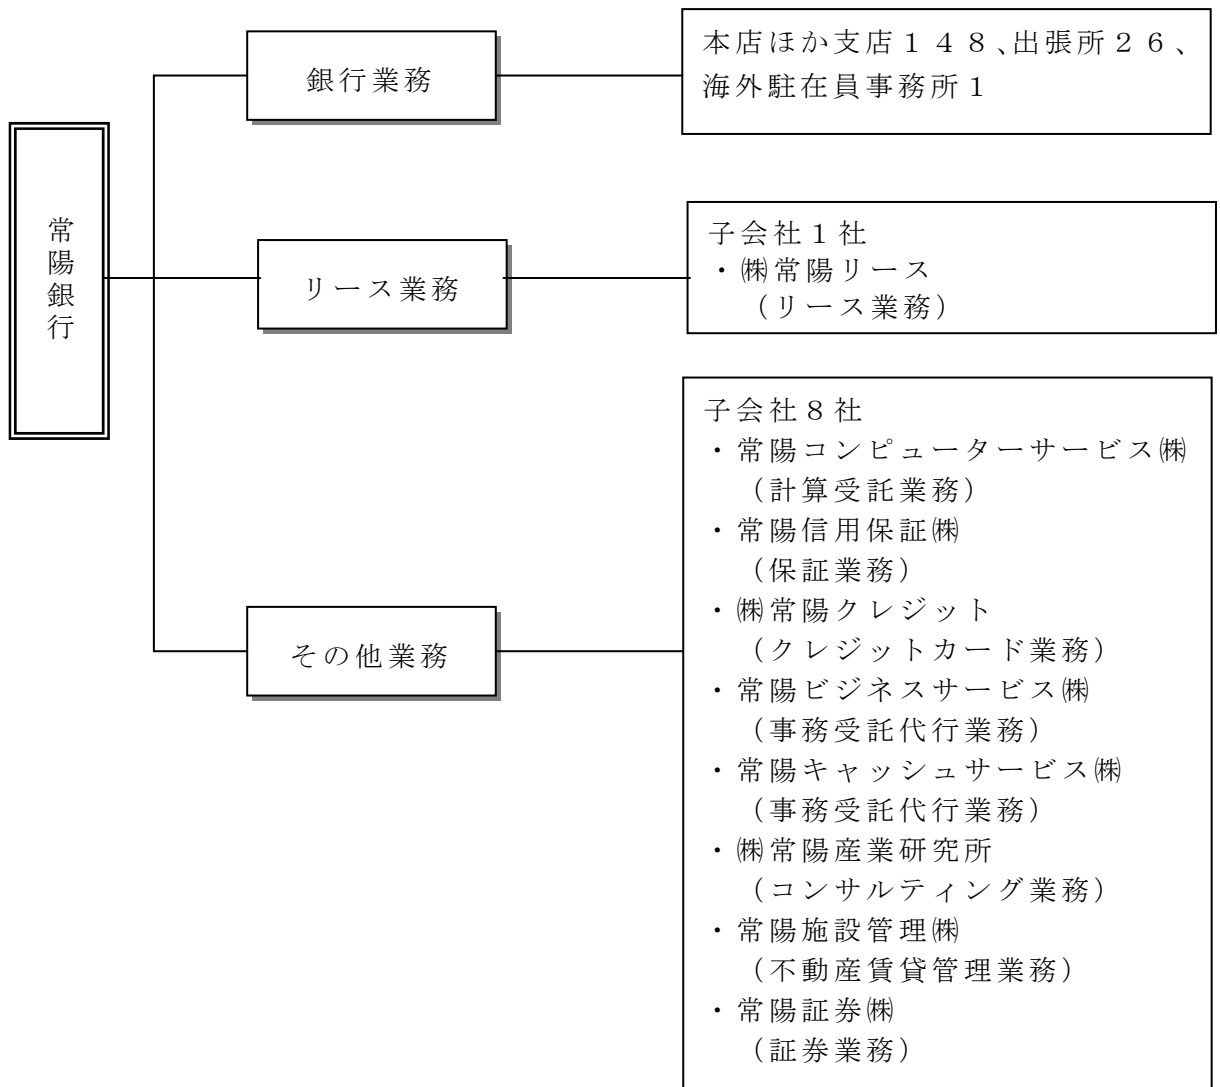 常陽銀行
銀行業務
本店ほか支店１４８、出張所２６、
海外駐在員事務所１
リース業務
子会社１社
・㈱常陽リース
（リース業務）
その他業務
子会社８社
・常陽コンピューターサービス㈱
（計算受託業務）
・常陽信用保証㈱
（保証業務）
・㈱常陽クレジット
（クレジットカード業務）
・常陽ビジネスサービス㈱
（事務受託代行業務）
・常陽キャッシュサービス㈱
（事務受託代行業務）
・㈱常陽産業研究所
（コンサルティング業務）
・常陽施設管理㈱
（不動産賃貸管理業務）
・常陽証券㈱
（証券業務）